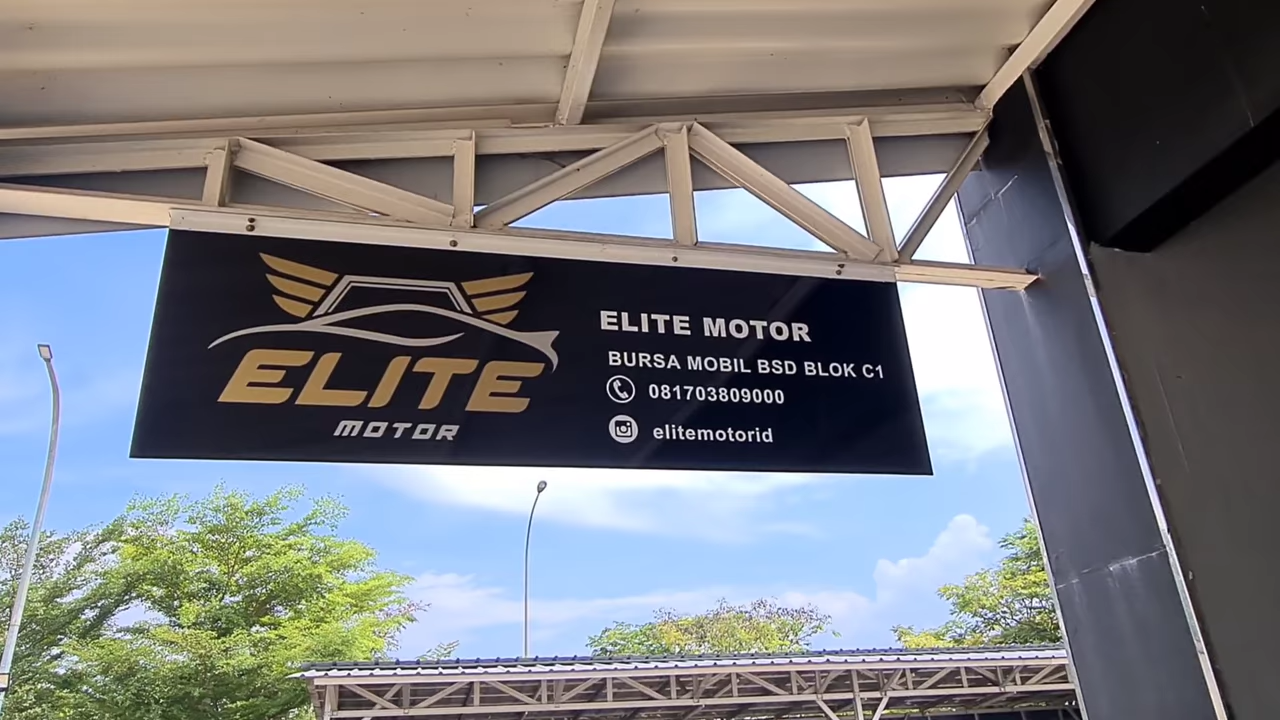 ELITE
MOTOR
ELITE MOTOR
BURSA MOBIL BSD BLOK C1
081703809000
elitemotorid